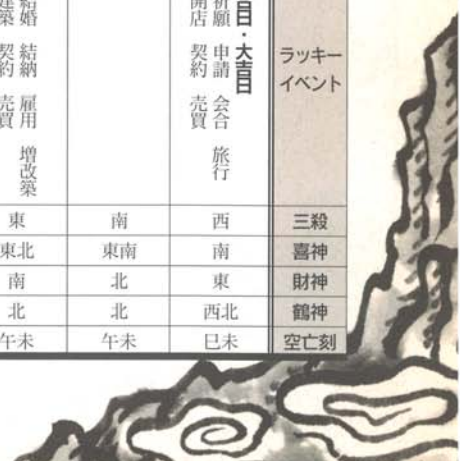 ラッキー
イベント
三殺
喜神
財神
鶴神
空亡刻
日・大吉日
祈願 申請 会合 旅行
開店 契約 売買
西
南
東
西北
巳未
南
東南
北
北
午未
結婚 結納 雇用 増改築
建築 契約 売買
東
東北
南
北
午未